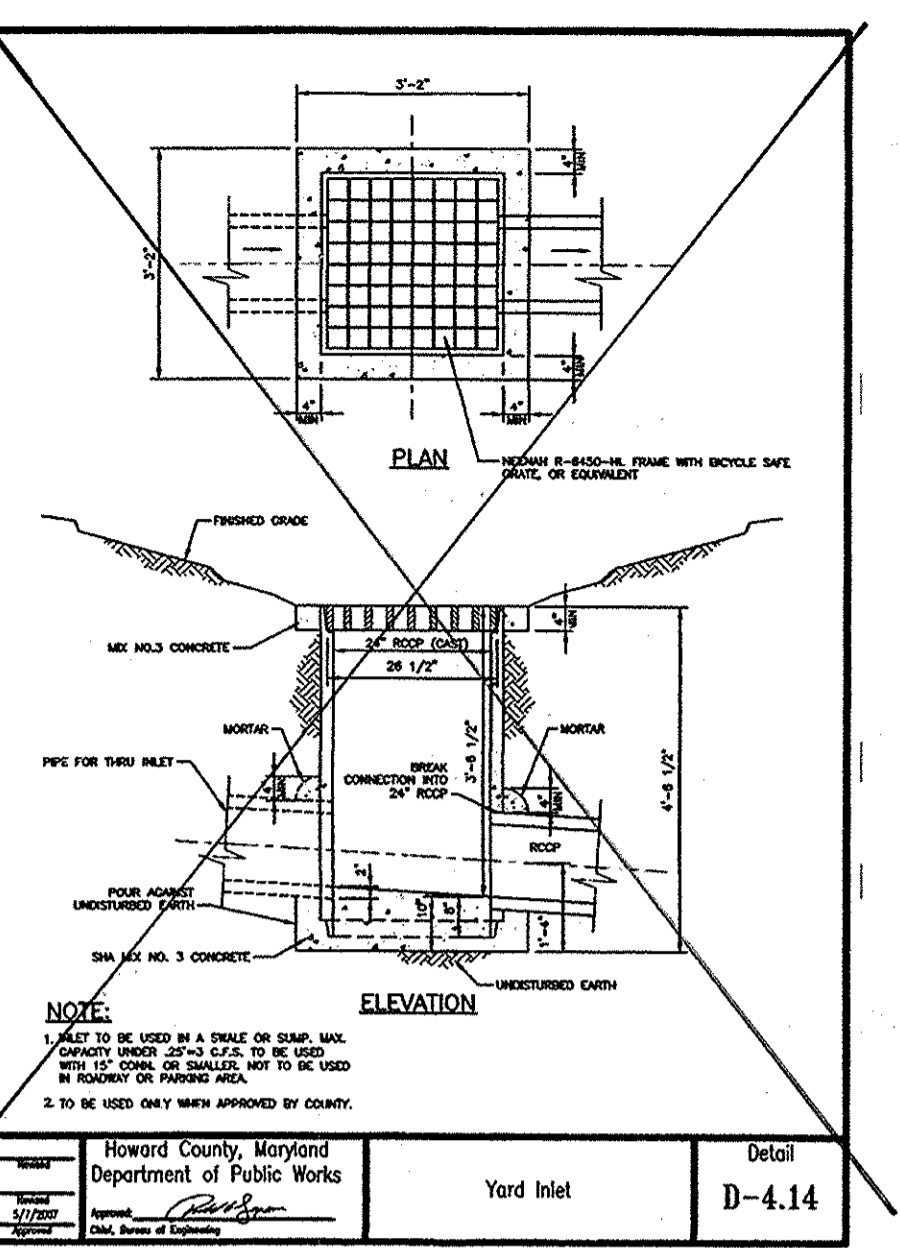 3'-2"
4"
MIN
3'-2"
4"
MIN
4"
MIN
4"
MIN
PLAN
NEENAH R-6450-HL FRAME WITH BICYCLE SAFE
GRATE, OR EQUIVALENT
FINISHED GRADE
4"
MIN
MIX NO.3 CONCRETE
24" RCCP (CAST)
26 1/2"
MORTAR
MORTAR
PIPE FOR THRU INLET
4"
MIN
BREAK
CONNECTION INTO
24" RCCP
3'-6 1/2"
4"
MIN
4'-6 1/2"
RCCP
2"
POUR AGAINST
UNDISTURBED EARTH
10"
8"
1'-6"
SHA MIX NO. 3 CONCRETE
UNDISTURBED EARTH
ELEVATION
NOTE:
1. INLET TO BE USED IN A SWALE OR SUMP. MAX.
CAPACITY UNDER .25'=3 C.F.S. TO BE USED
WITH 15" CONN. OR SMALLER. NOT TO BE USED
IN ROADWAY OR PARKING AREA.
2. TO BE USED ONLY WHEN APPROVED BY COUNTY.
Revised
Revised
5/7/2007
Approved
Howard County, Maryland
Department of Public Works
Approved:
Chief, Bureau of Engineering
Yard Inlet
Detail
D-4.14